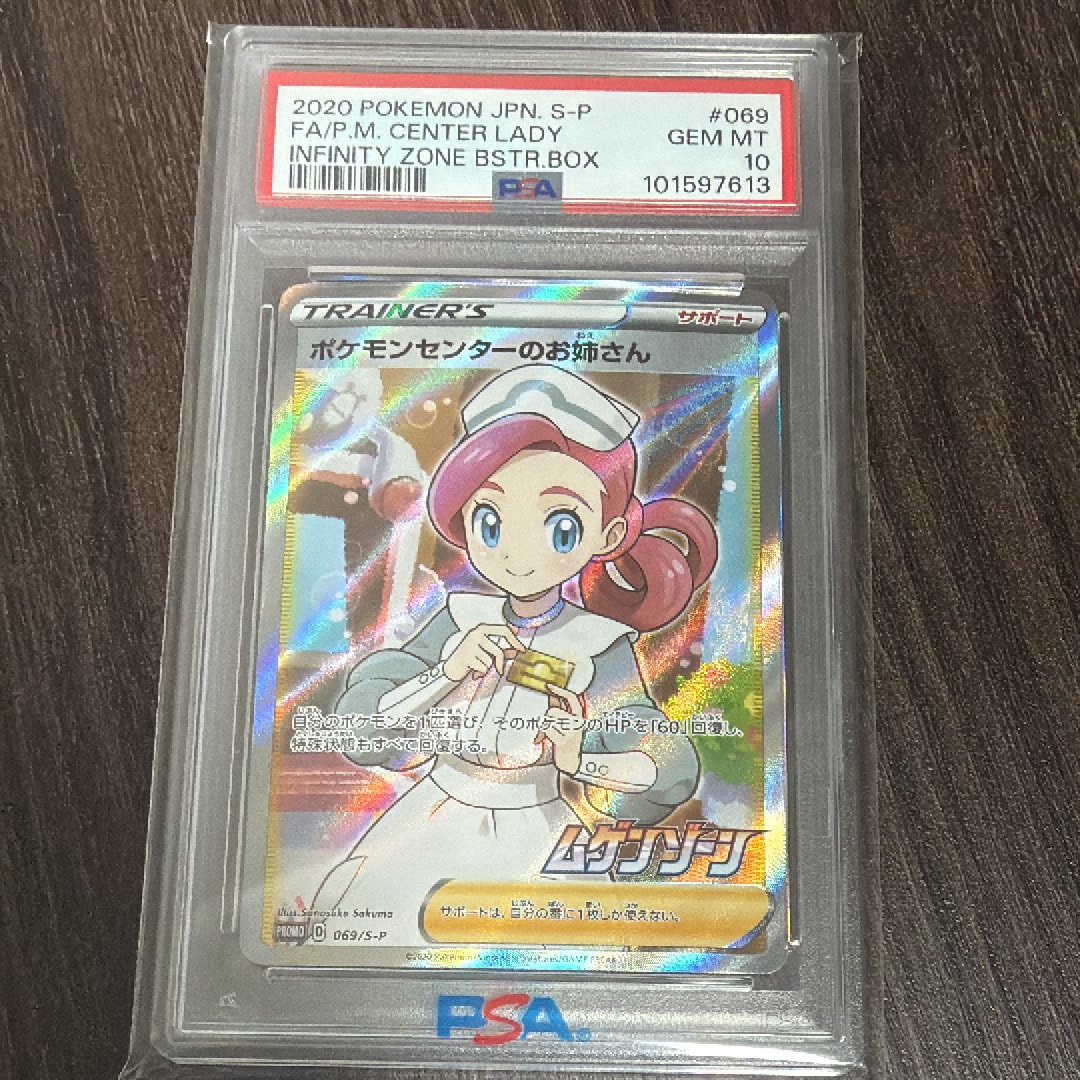 2020 POKEMON JPN. S-P #069
FA/P.M. CENTER LADY GEM MT
INFINITY ZONE BSTR.BOX 10
PSA 101597613
TRAINER'S サポート
ポケモンセンターのお姉さん
自分のポケモンを1匹選び、そのポケモンのHPを「60」回復し、
特殊状態もすべて回復する。
ムゲンゾーン
Illus. Sanosuke Sakuma
サポートは、自分の番に1枚しか使えない。
PROMO D 069/S-P
PSA